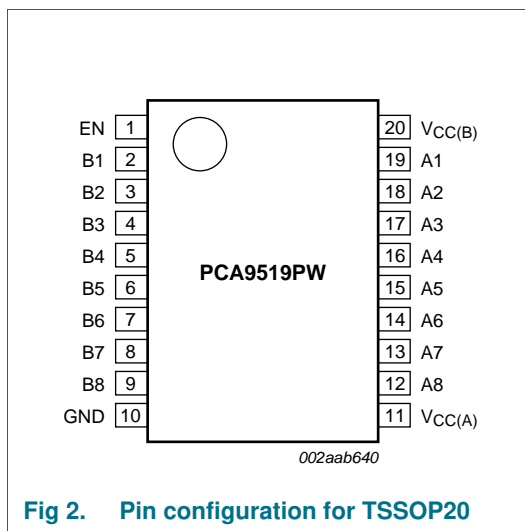 EN 1 20 VCC(B)
B1 2 19 A1
B2 3 18 A2
B3 4 17 A3
B4 5 16 A4
PCA9519PW
B5 6 15 A5
B6 7 14 A6
B7 8 13 A7
B8 9 12 A8
GND 10 11 VCC(A)
002aab640
Fig 2. Pin configuration for TSSOP20